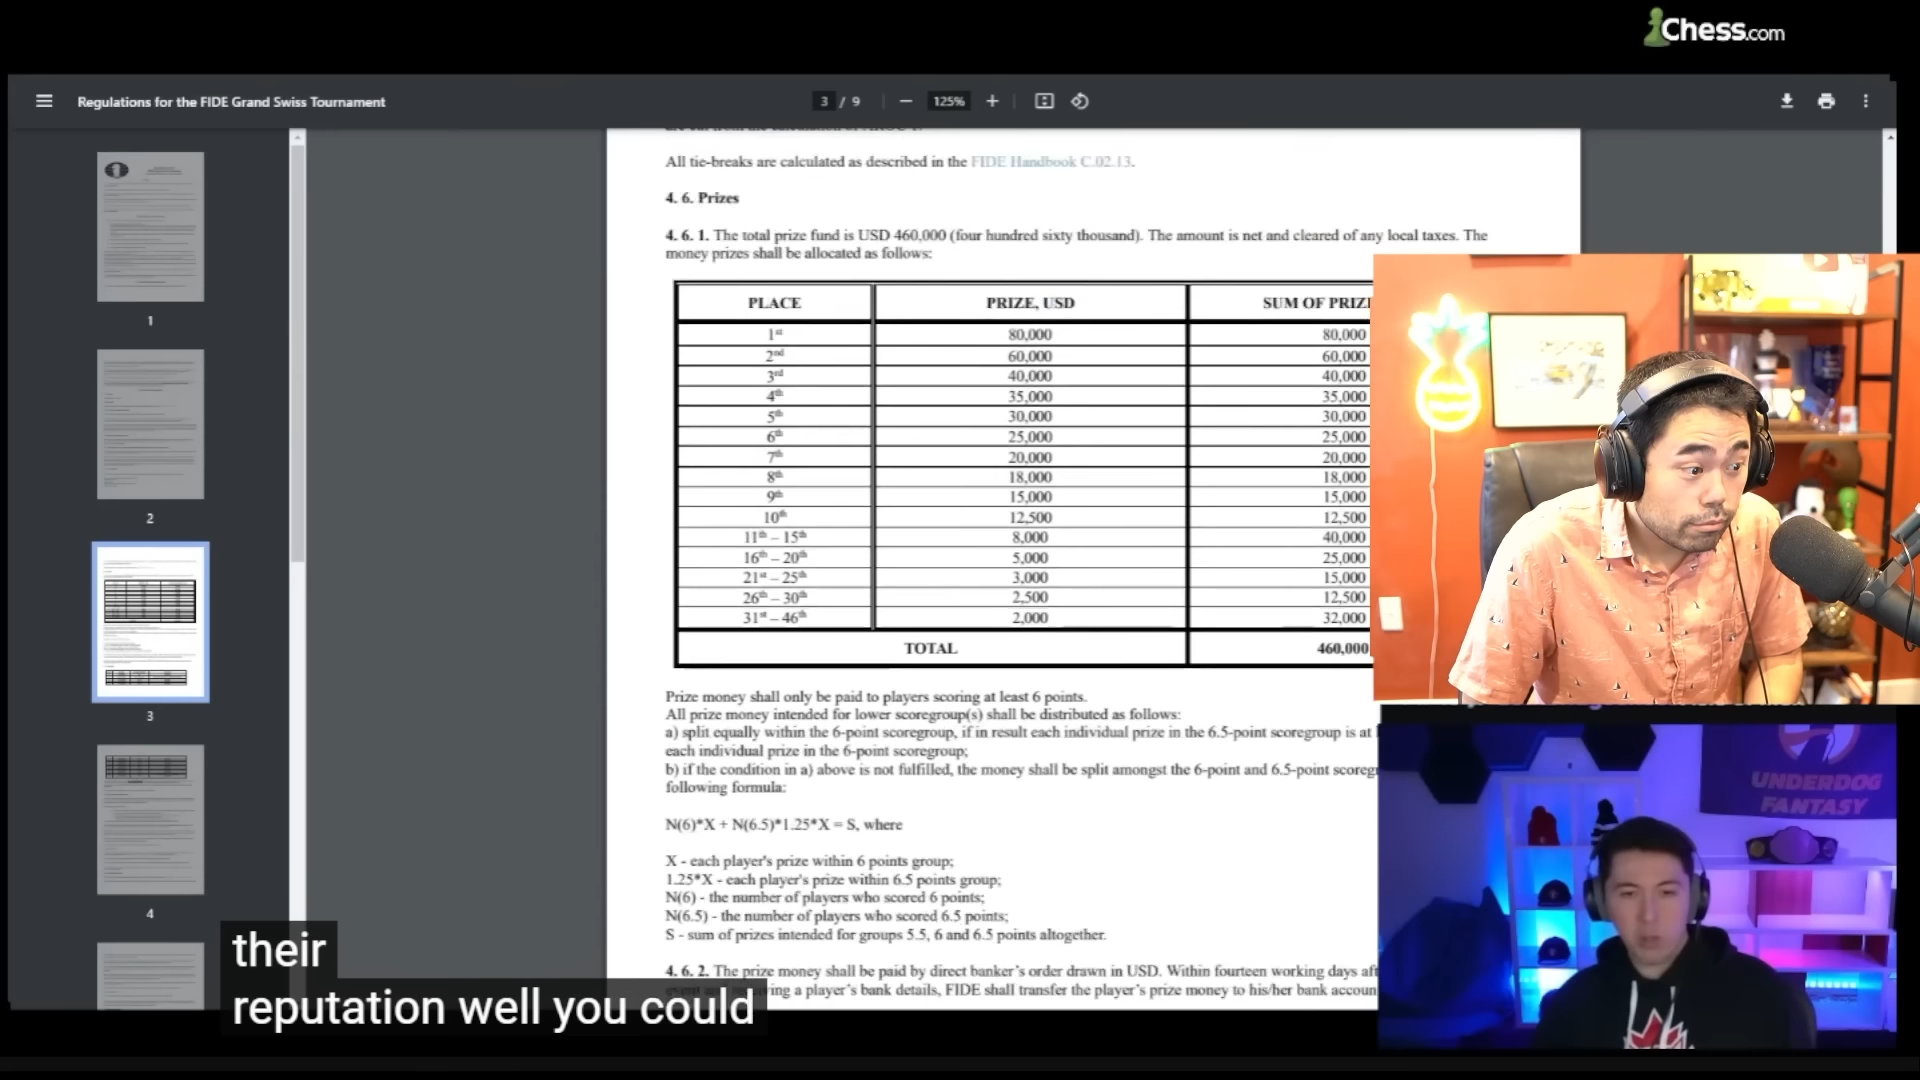 Chess.com
Regulations for the FIDE Grand Swiss Tournament
3 / 9
125%
All tie-breaks are calculated as described in the FIDE Handbook C.02.13.
4. 6. Prizes
4. 6. 1. The total prize fund is USD 460,000 (four hundred sixty thousand). The amount is net and cleared of any local taxes. The
money prizes shall be allocated as follows:
PLACE PRIZE, USD SUM OF PRIZ
1st 80,000 80,000
2nd 60,000 60,000
3rd 40,000 40,000
4th 35,000 35,000
5th 30,000 30,000
6th 25,000 25,000
7th 20,000 20,000
8th 18,000 18,000
9th 15,000 15,000
10th 12,500 12,500
11th – 15th 8,000 40,000
16th – 20th 5,000 25,000
21st – 25th 3,000 15,000
26th – 30th 2,500 12,500
31st – 46th 2,000 32,000
TOTAL 460,000
Prize money shall only be paid to players scoring at least 6 points.
All prize money intended for lower scoregroup(s) shall be distributed as follows:
a) split equally within the 6-point scoregroup, if in result each individual prize in the 6.5-point scoregroup is at
each individual prize in the 6-point scoregroup;
b) if the condition in a) above is not fulfilled, the money shall be split amongst the 6-point and 6.5-point scoreg
following formula:
N(6)*X + N(6.5)*1.25*X = S, where
X - each player's prize within 6 points group;
1.25*X - each player's prize within 6.5 points group;
N(6) - the number of players who scored 6 points;
N(6.5) - the number of players who scored 6.5 points;
S - sum of prizes intended for groups 5.5, 6 and 6.5 points altogether.
4. 6. 2. The prize money shall be paid by direct banker's order drawn in USD. Within fourteen working days aft
ing a player's bank details, FIDE shall transfer the player's prize money to his/her bank accoun
1
2
3
4
UNDERDOG
FANTASY
their
reputation well you could